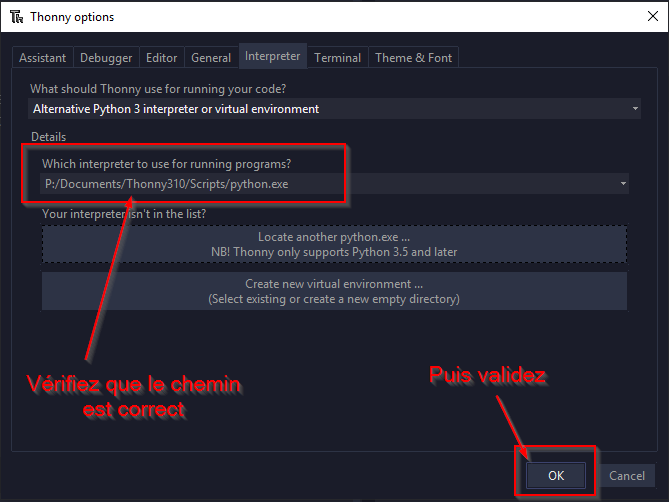 Thonny options
Assistant Debugger Editor General Interpreter Terminal Theme & Font
What should Thonny use for running your code?
Alternative Python 3 interpreter or virtual environment
Details
Which interpreter to use for running programs?
P:/Documents/Thonny310/Scripts/python.exe
Your interpreter isn't in the list?
Locate another python.exe ...
NB! Thonny only supports Python 3.5 and later
Create new virtual environment ...
(Select existing or create a new empty directory)
Vérifiez que le chemin
est correct
Puis validez
OK Cancel